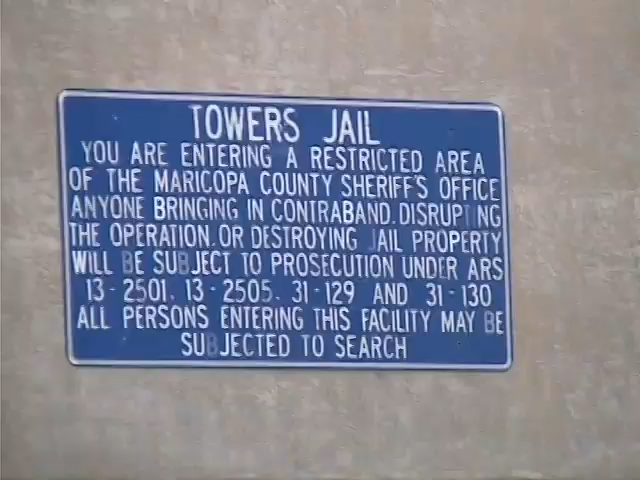 TOWERS JAIL
YOU ARE ENTERING A RESTRICTED AREA
OF THE MARICOPA COUNTY SHERIFF'S OFFICE
ANYONE BRINGING IN CONTRABAND, DISRUPTING
THE OPERATION, OR DESTROYING JAIL PROPERTY
WILL BE SUBJECT TO PROSECUTION UNDER ARS
13-2501, 13-2505, 31-129 AND 31-130
ALL PERSONS ENTERING THIS FACILITY MAY BE
SUBJECTED TO SEARCH